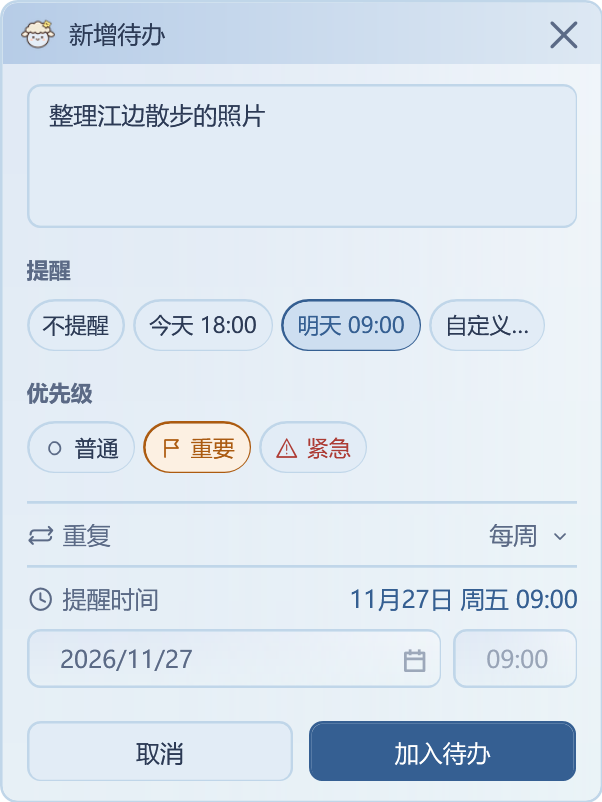 新增待办
整理江边散步的照片
提醒
不提醒 今天 18:00 明天 09:00 自定义...
优先级
普通 重要 紧急
重复 每周
提醒时间 11月27日 周五 09:00
2026/11/27 09:00
取消 加入待办